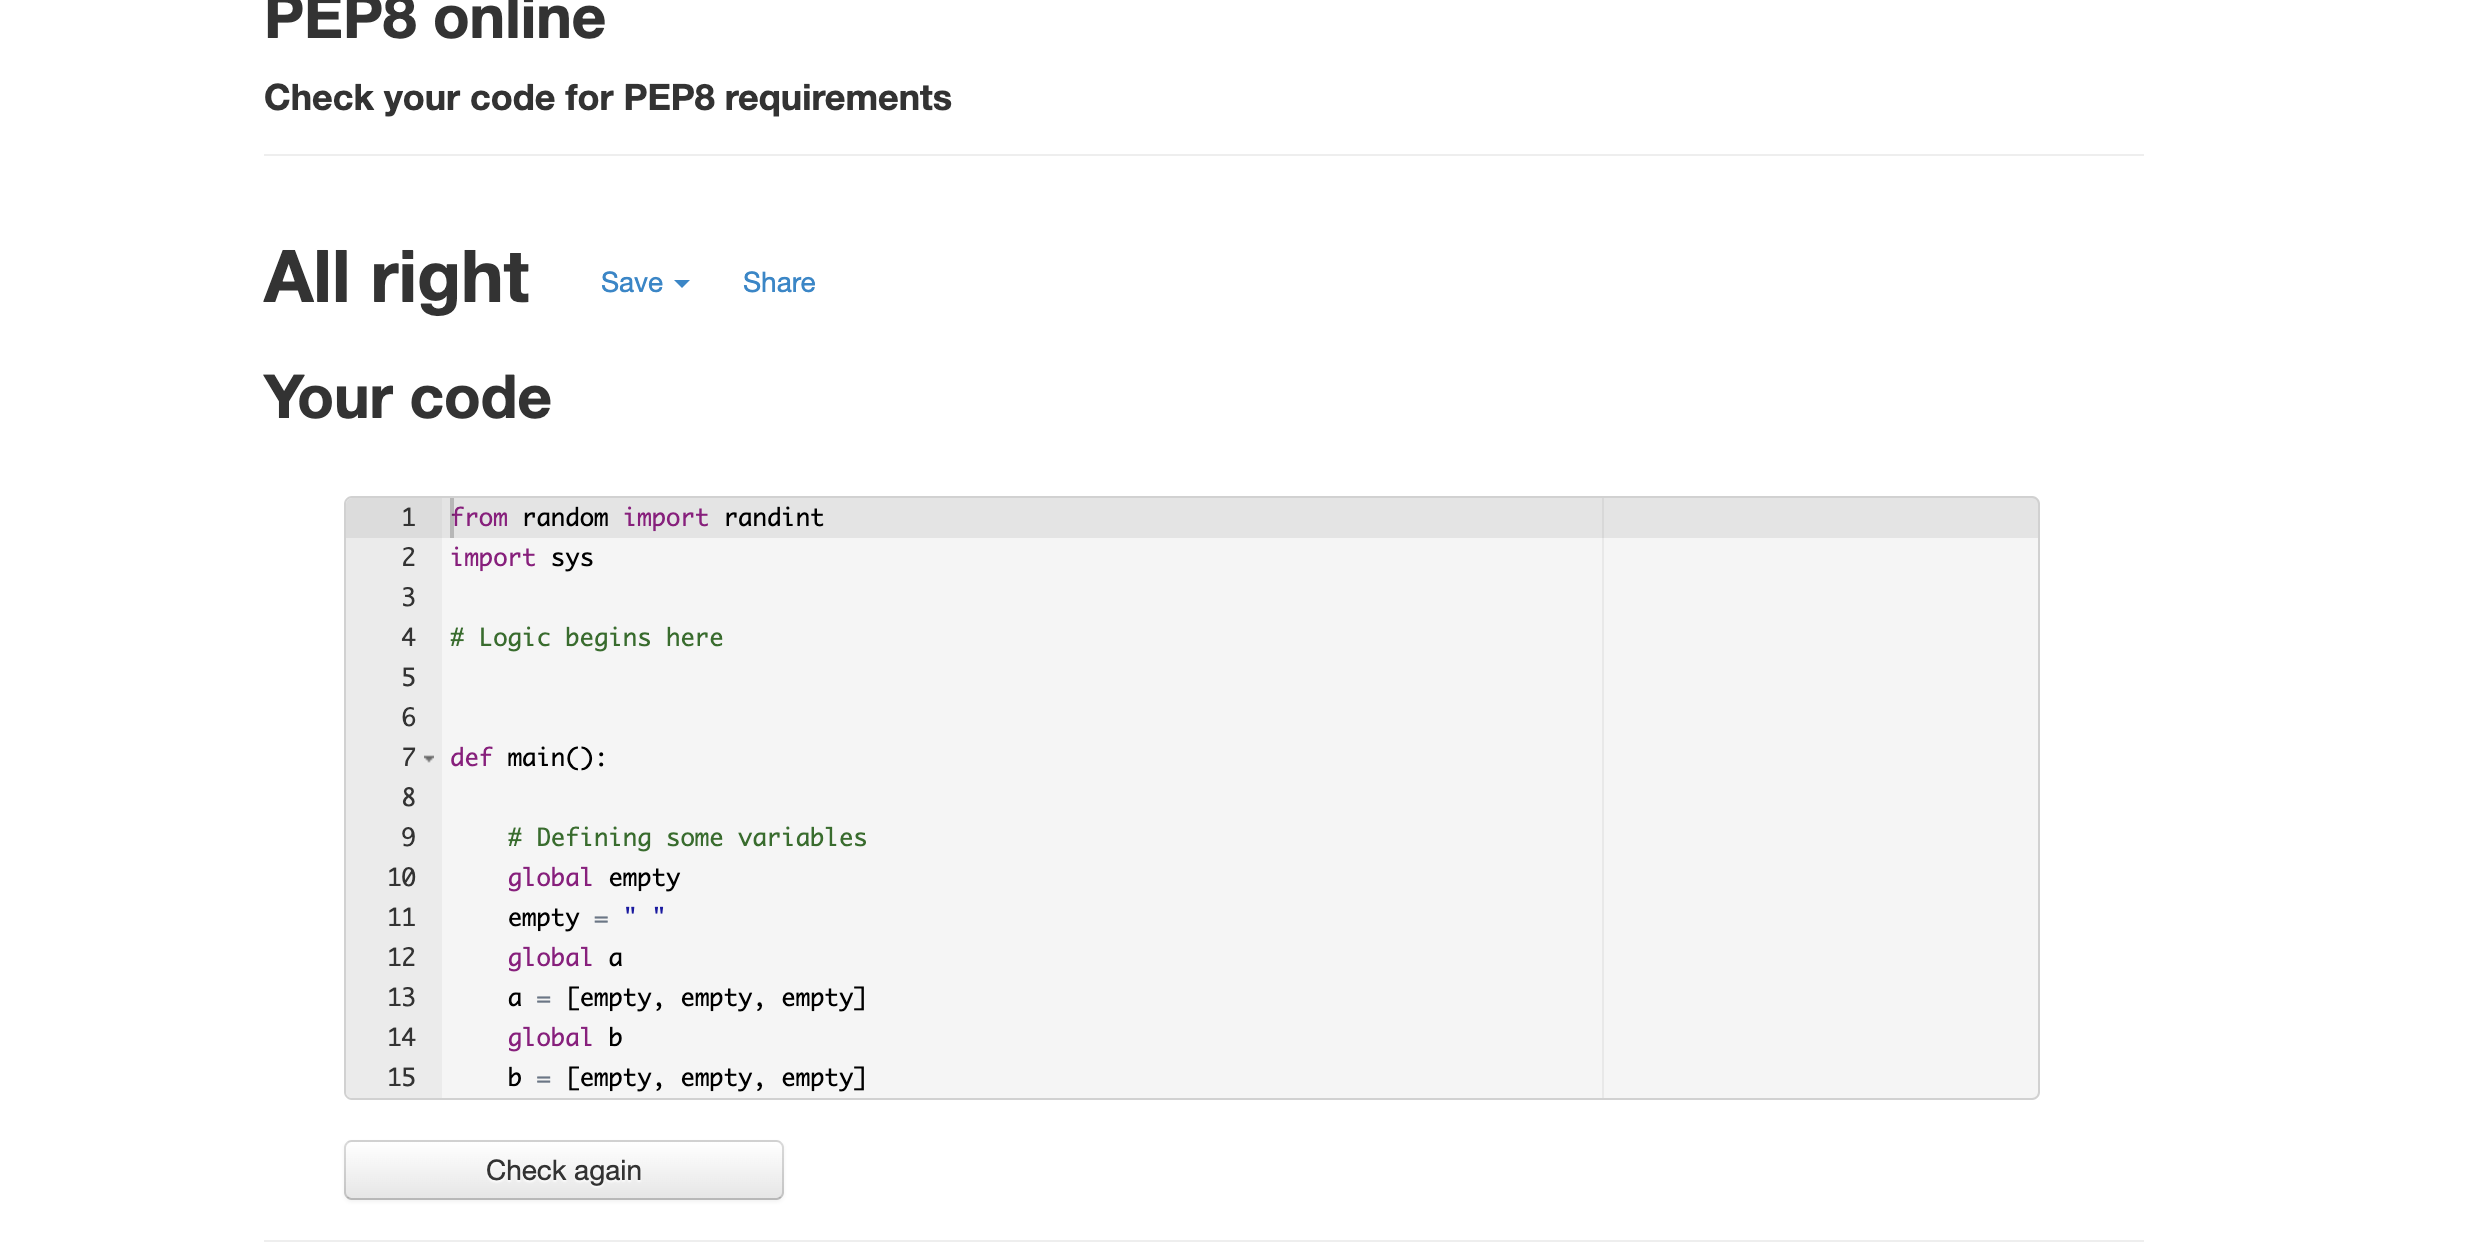 PEP8 online
Check your code for PEP8 requirements
All right Save Share
Your code
1 from random import randint
2 import sys
3
4 # Logic begins here
5
6
7 def main():
8
9     # Defining some variables
10     global empty
11     empty = " "
12     global a
13     a = [empty, empty, empty]
14     global b
15     b = [empty, empty, empty]
Check again